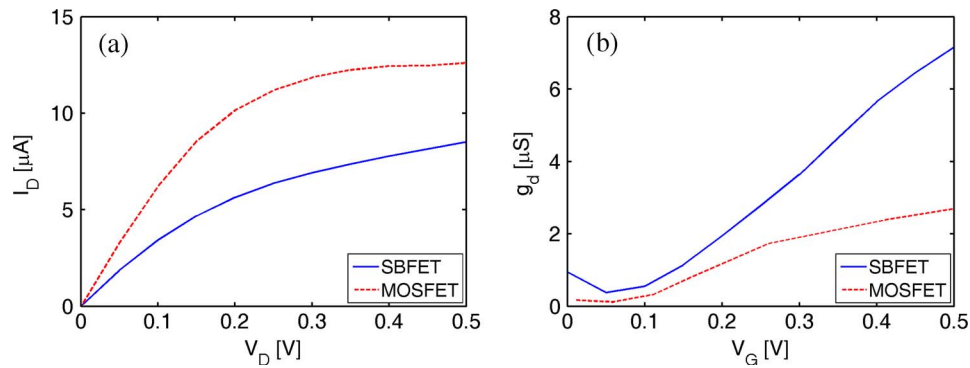 (a)
15
10
5
0
I_D [μA]
0
0.1
0.2
0.3
0.4
0.5
V_D [V]
SBFET
MOSFET
(b)
8
6
4
2
0
g_d [μS]
0
0.1
0.2
0.3
0.4
0.5
V_G [V]
SBFET
MOSFET